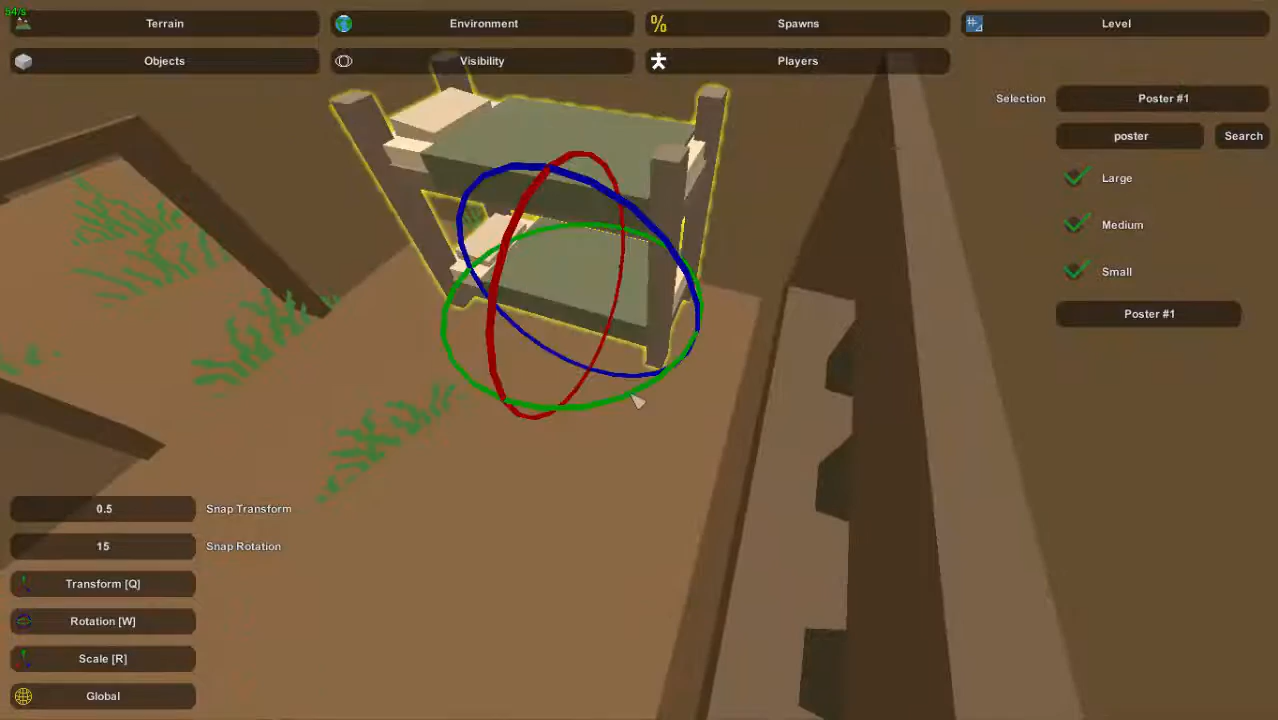 54/s
Terrain
Environment
Spawns
Level
Objects
Visibility
Players
Selection
Poster #1
poster
Search
Large
Medium
Small
Poster #1
0.5
Snap Transform
15
Snap Rotation
Transform [Q]
Rotation [W]
Scale [R]
Global